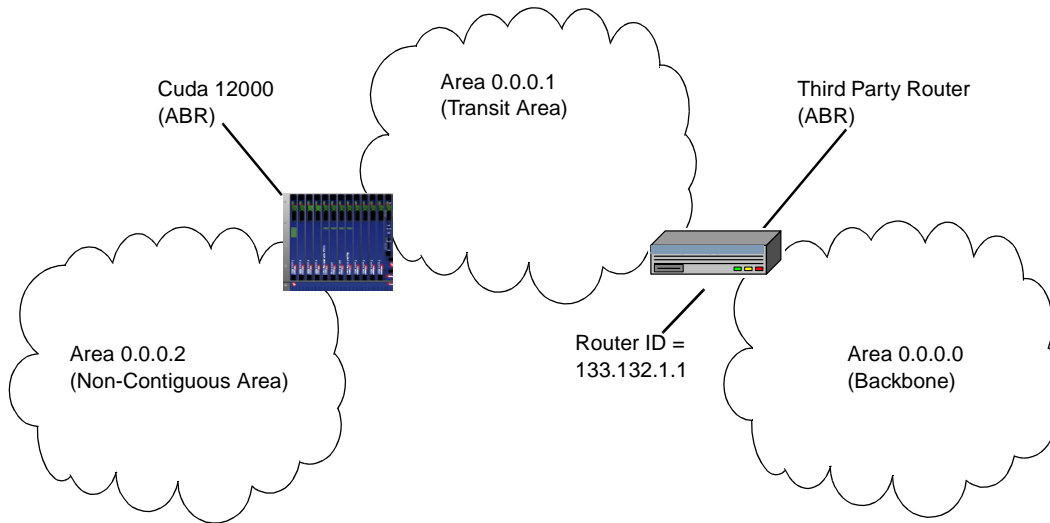 Cuda 12000
(ABR)
Area 0.0.0.1
(Transit Area)
Third Party Router
(ABR)
Area 0.0.0.2
(Non-Contiguous Area)
Router ID =
133.132.1.1
Area 0.0.0.0
(Backbone)